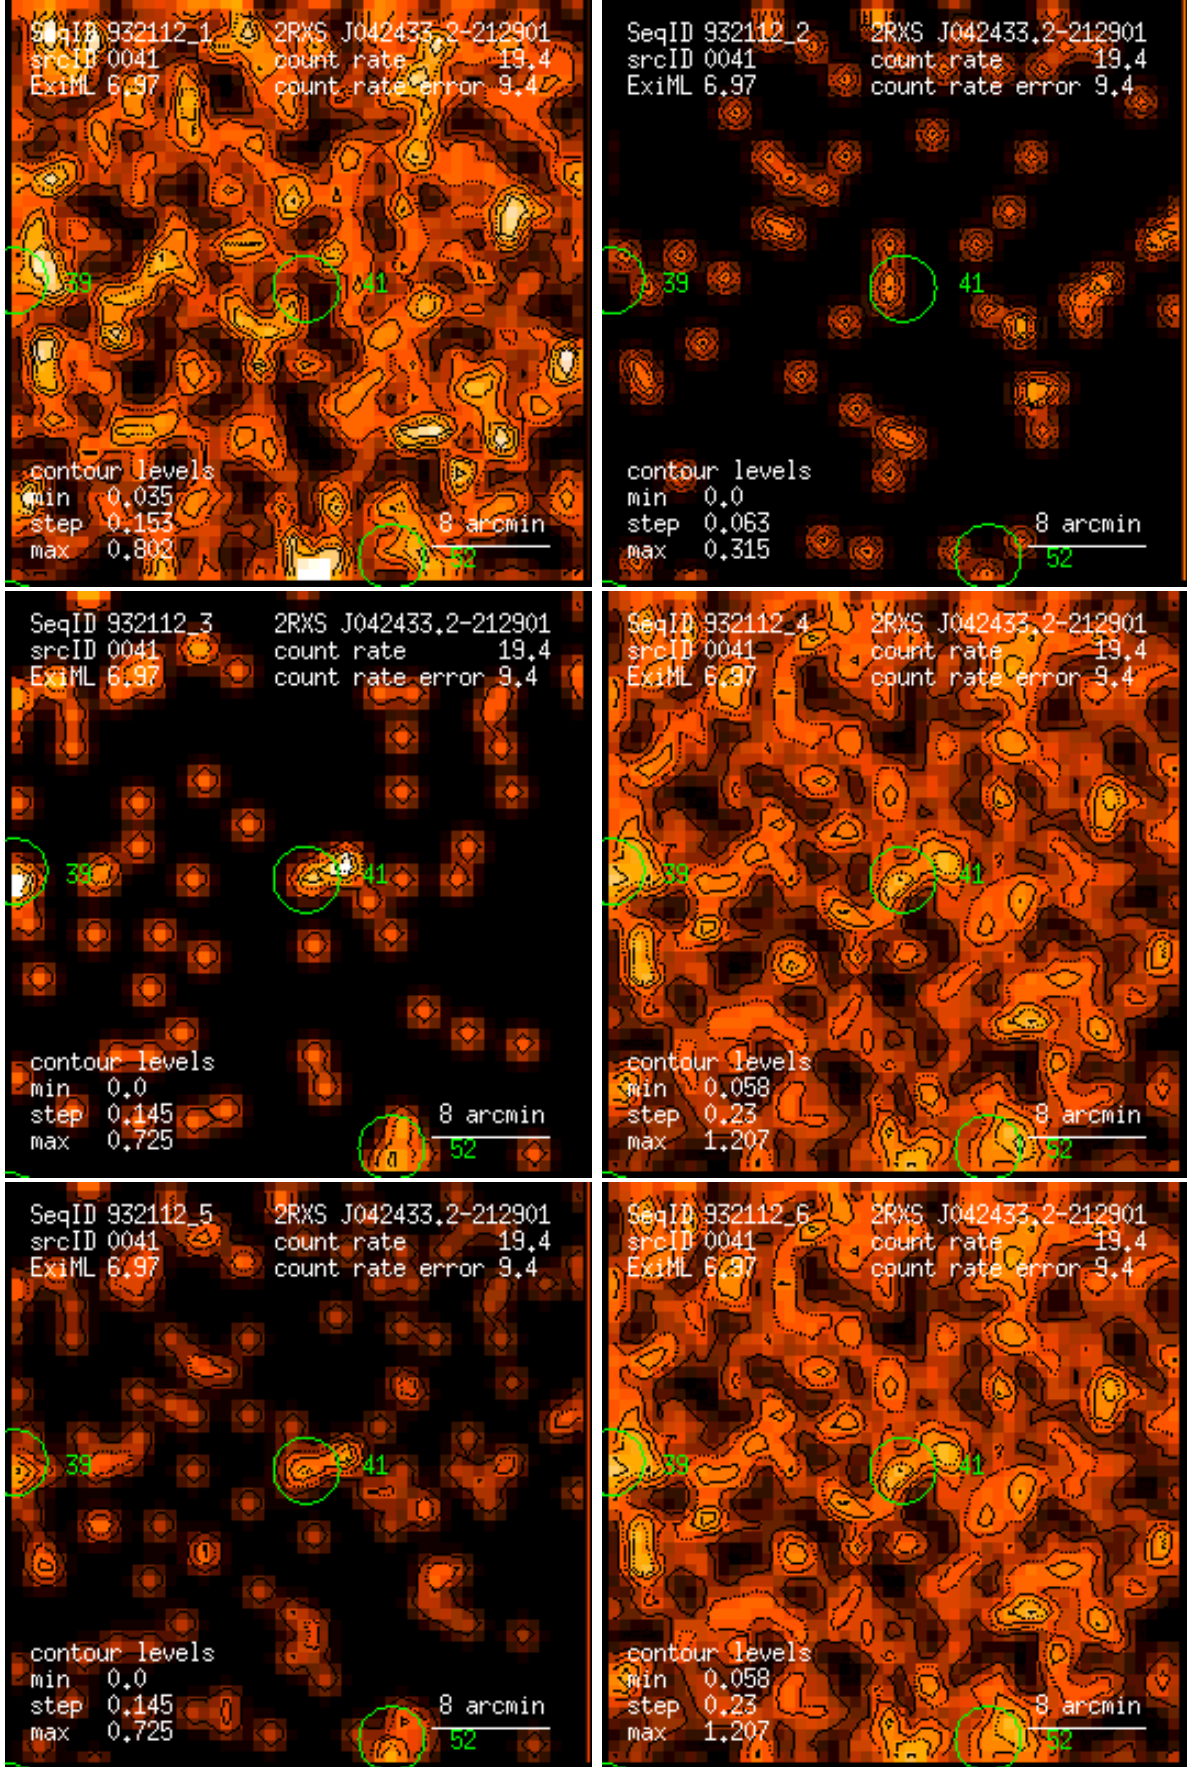 SeqID 932112_1 2RXS J042433.2-212901
srcID 0041 count rate 19.4
ExiML 6.97 count rate error 9.4
39 41
contour levels
min 0.035
step 0.153 8 arcmin
max 0.802 52
SeqID 932112_2 2RXS J042433.2-212901
srcID 0041 count rate 19.4
ExiML 6.97 count rate error 9.4
39 41
contour levels
min 0.0
step 0.063 8 arcmin
max 0.315 52
SeqID 932112_3 2RXS J042433.2-212901
srcID 0041 count rate 19.4
ExiML 6.97 count rate error 9.4
39 41
contour levels
min 0.0
step 0.145 8 arcmin
max 0.725 52
SeqID 932112_4 2RXS J042433.2-212901
srcID 0041 count rate 19.4
ExiML 6.97 count rate error 9.4
39 41
contour levels
min 0.058
step 0.23 8 arcmin
max 1.207 52
SeqID 932112_5 2RXS J042433.2-212901
srcID 0041 count rate 19.4
ExiML 6.97 count rate error 9.4
39 41
contour levels
min 0.0
step 0.145 8 arcmin
max 0.725 52
SeqID 932112_6 2RXS J042433.2-212901
srcID 0041 count rate 19.4
ExiML 6.97 count rate error 9.4
39 41
contour levels
min 0.058
step 0.23 8 arcmin
max 1.207 52